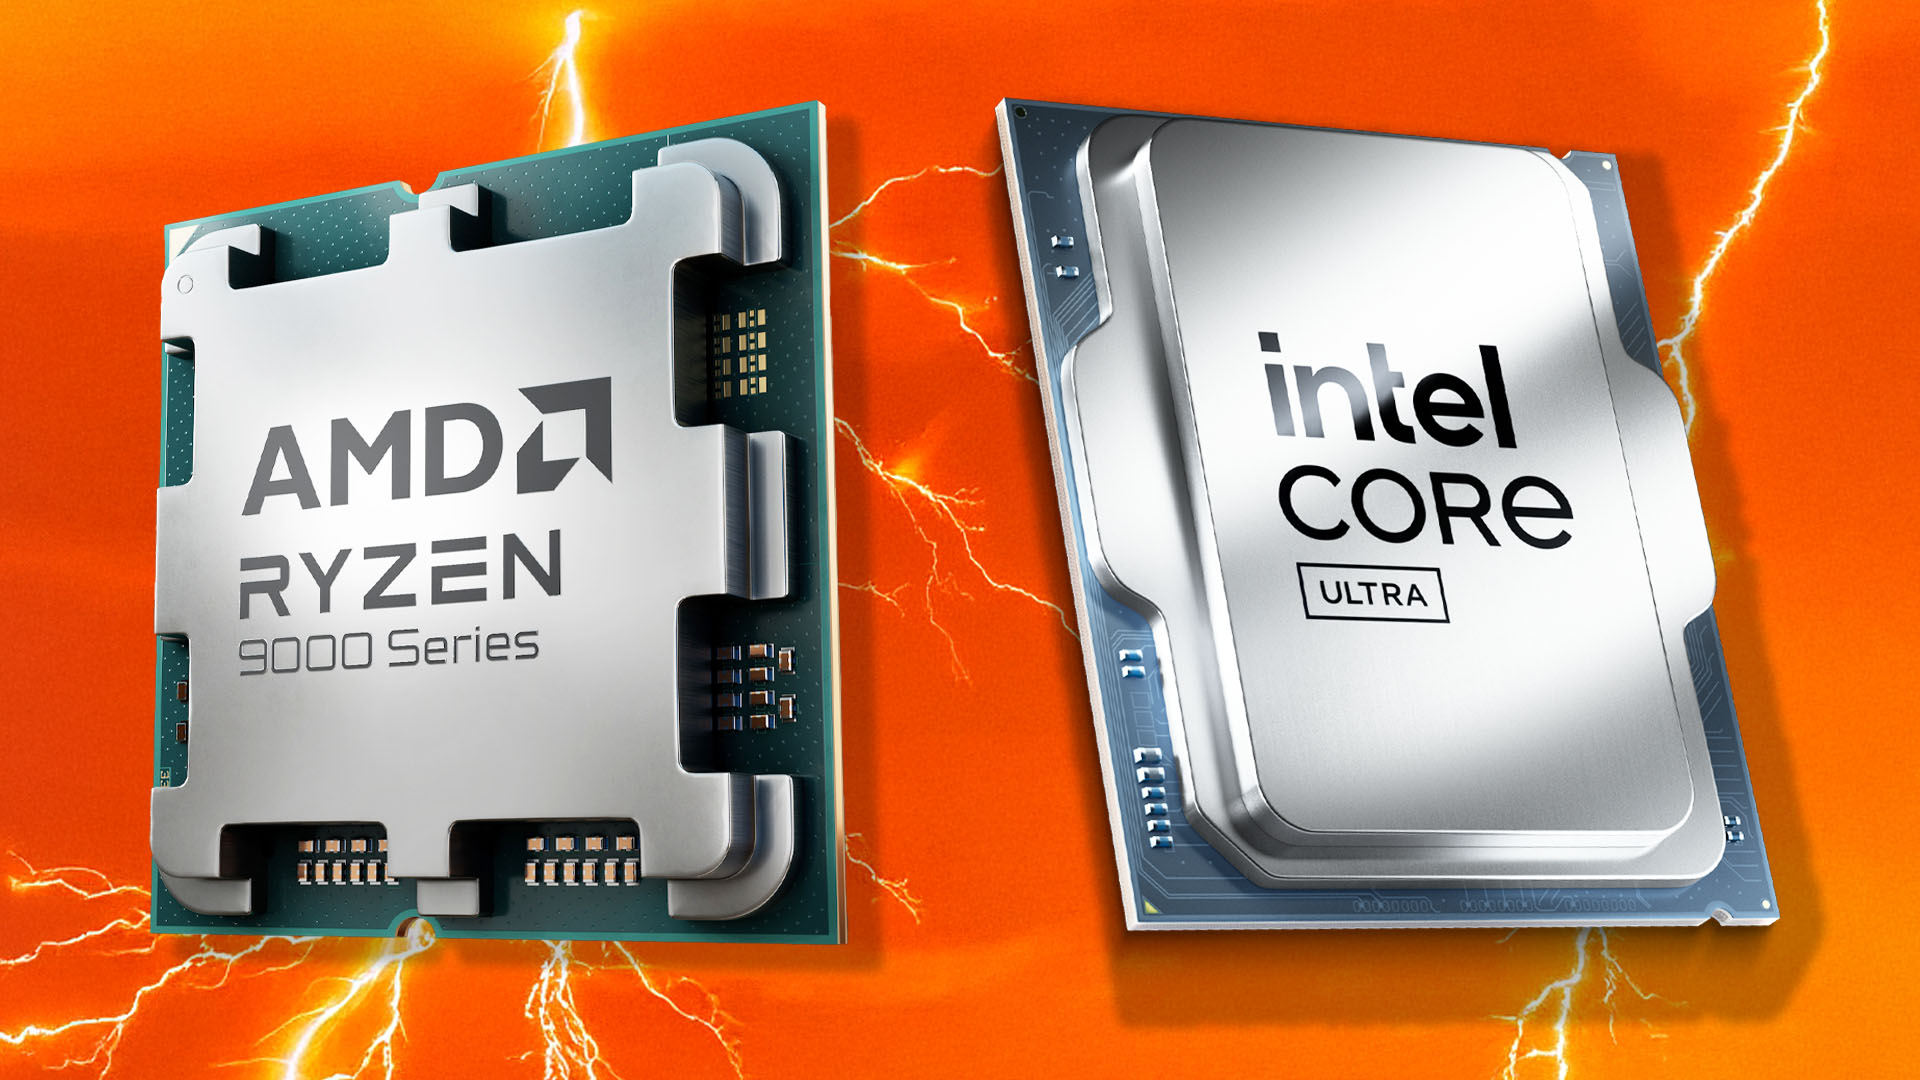 AMD
RYZEN
9000 Series
intel
CORE
ULTRA